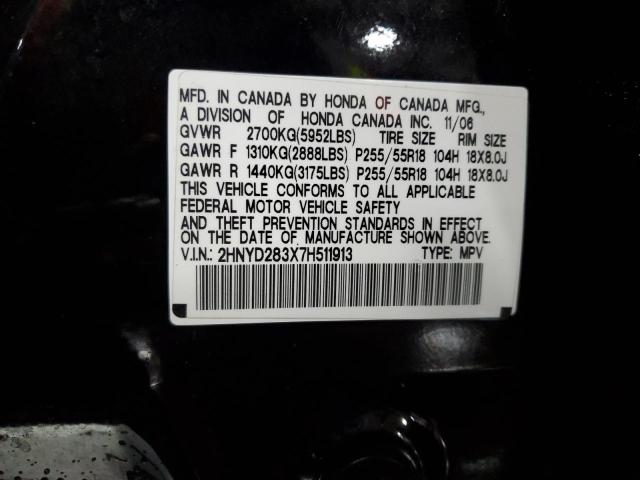 MFD. IN CANADA BY HONDA OF CANADA MFG.,
A DIVISION OF HONDA CANADA INC. 11/06
GVWR 2700KG(5952LBS) TIRE SIZE RIM SIZE
GAWR F 1310KG(2888LBS) P255/55R18 104H 18X8.0J
GAWR R 1440KG(3175LBS) P255/55R18 104H 18X8.0J
THIS VEHICLE CONFORMS TO ALL APPLICABLE
FEDERAL MOTOR VEHICLE SAFETY
AND THEFT PREVENTION STANDARDS IN EFFECT
ON THE DATE OF MANUFACTURE SHOWN ABOVE.
V.I.N.: 2HNYD283X7H511913 TYPE: MPV